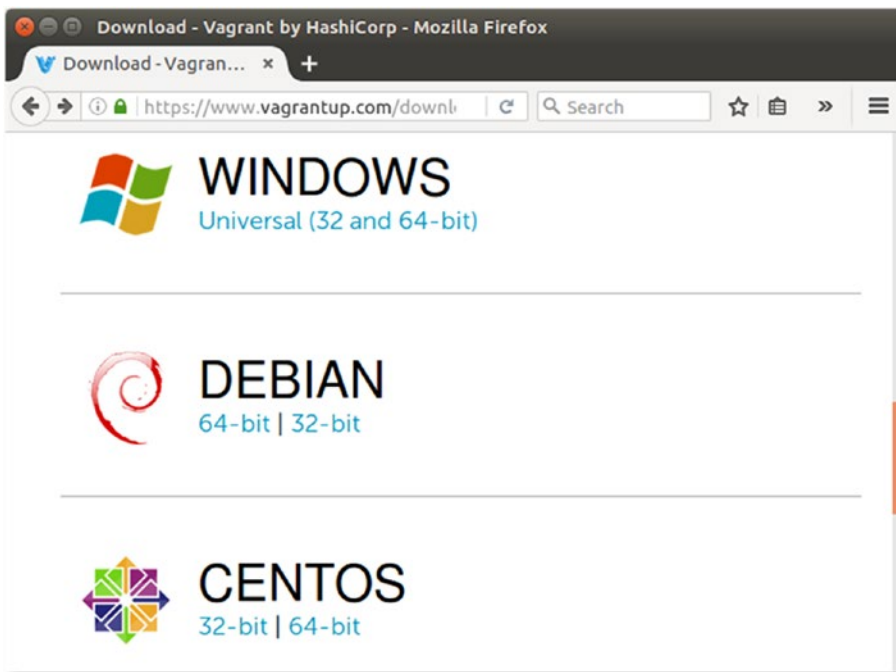 Download - Vagrant by HashiCorp - Mozilla Firefox
Download - Vagran... × +
https://www.vagrantup.com/downl Search
WINDOWS
Universal (32 and 64-bit)
DEBIAN
64-bit | 32-bit
CENTOS
32-bit | 64-bit